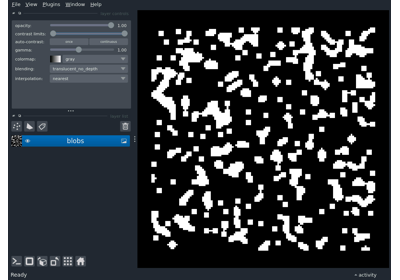 File View Plugins Window Help
opacity: 1.00
contrast limits:
auto-contrast: once continuous
gamma: 1.00
colormap: gray
blending: translucent_no_depth
interpolation: nearest
blobs
Ready activity